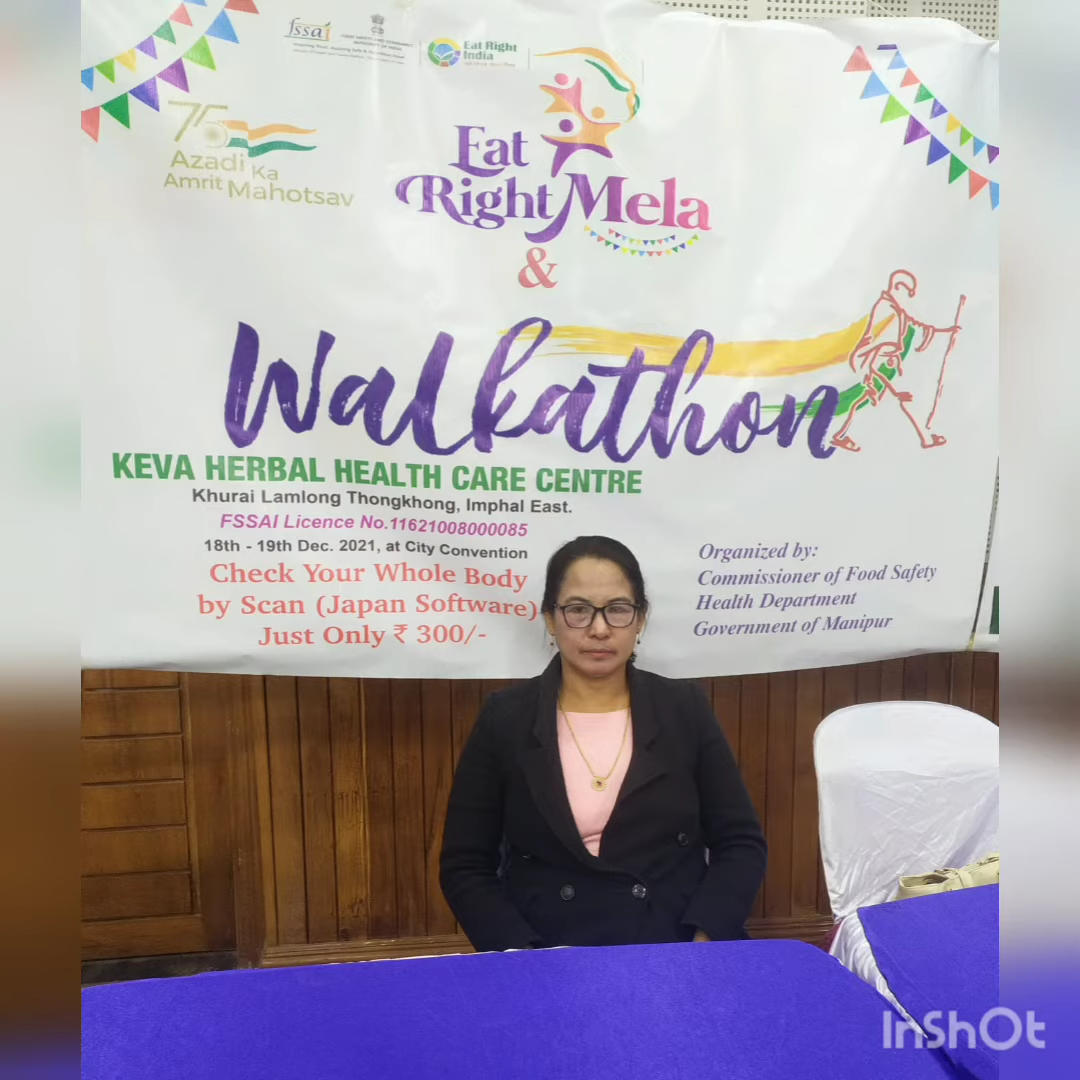 fssai
Eat Right
India
75
Azadi Ka
Amrit Mahotsav
Eat
Right Mela
&
Walkathon
KEVA HERBAL HEALTH CARE CENTRE
Khurai Lamlong Thongkhong, Imphal East.
FSSAI Licence No.11621008000085
18th - 19th Dec. 2021, at City Convention
Check Your Whole Body
by Scan (Japan Software)
Just Only ₹ 300/-
Organized by:
Commissioner of Food Safety
Health Department
Government of Manipur
InShOt